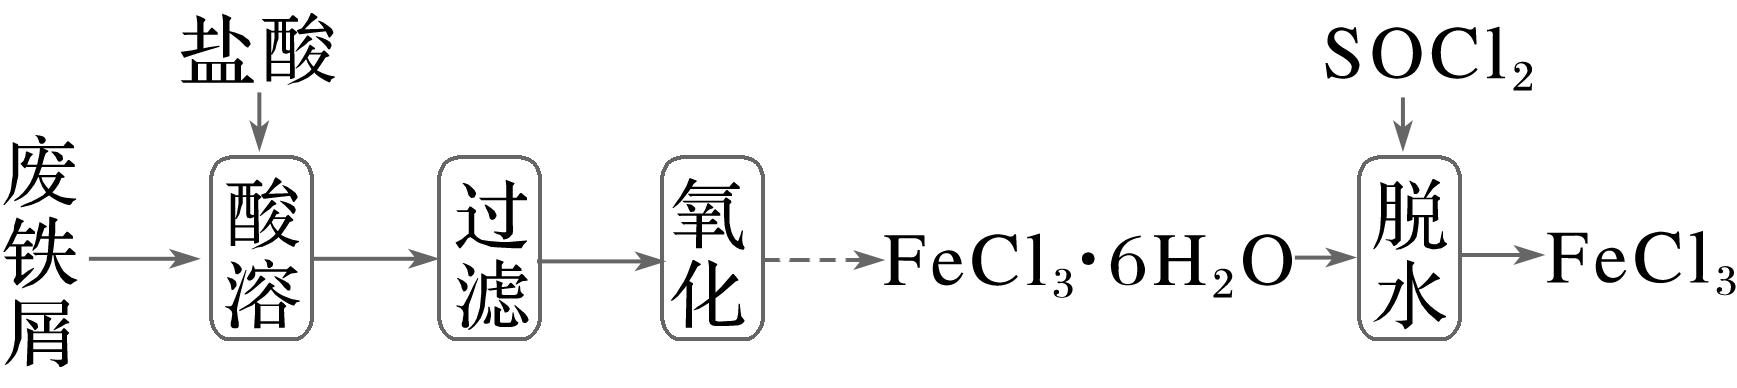 盐酸
SOCl₂
废铁屑
酸溶
过滤
氧化
FeCl₃·6H₂O
脱水
FeCl₃